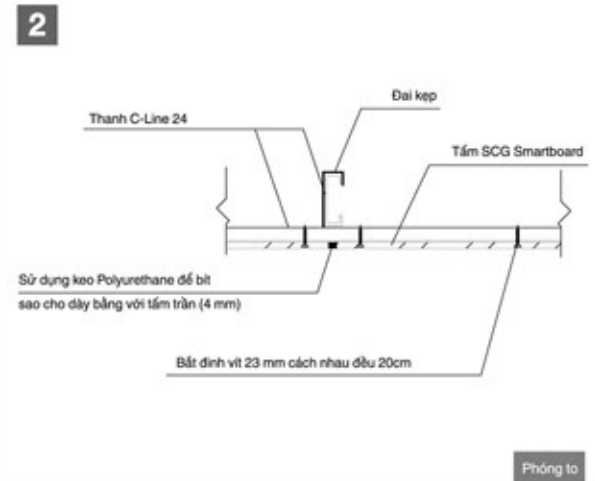 2
Đai kẹp
Thanh C-Line 24
Tấm SCG Smartboard
Sử dụng keo Polyurethane để bít
sao cho dày bằng với tấm trần (4 mm)
Bắt đinh vít 23 mm cách nhau đều 20cm
Phóng to